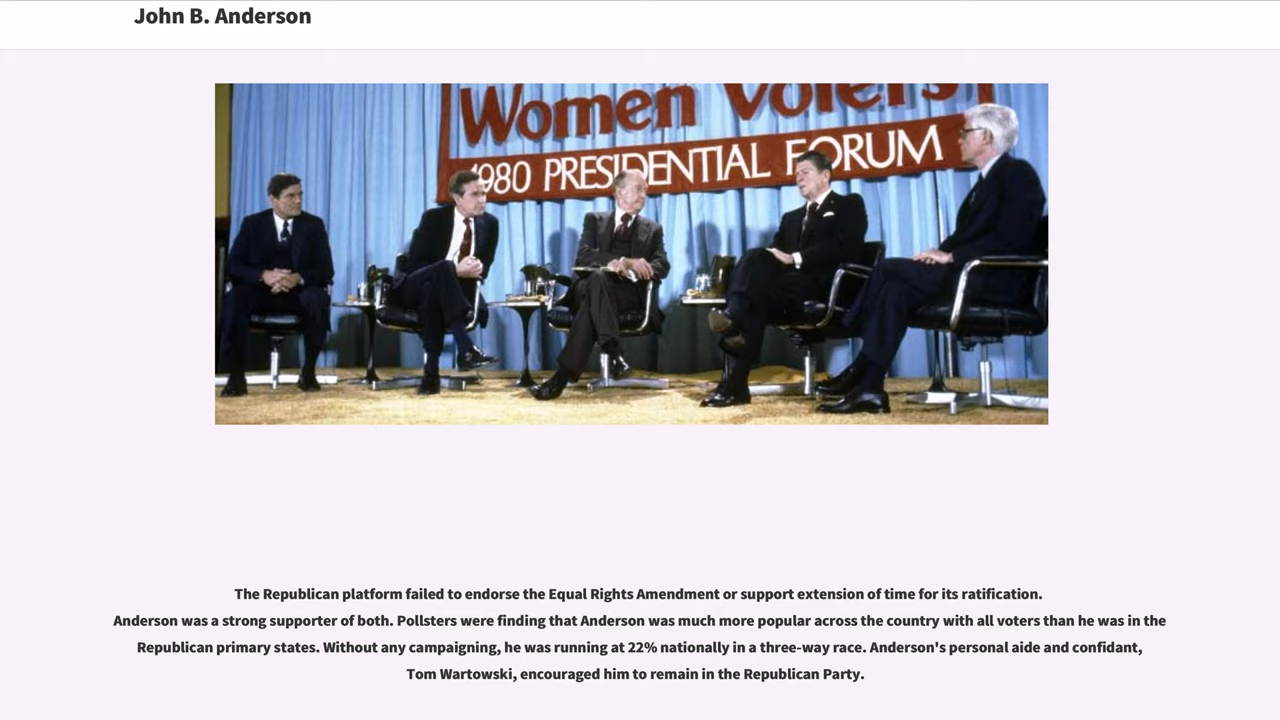 John B. Anderson
Women Voters
1980 PRESIDENTIAL FORUM
The Republican platform failed to endorse the Equal Rights Amendment or support extension of time for its ratification.
Anderson was a strong supporter of both. Pollsters were finding that Anderson was much more popular across the country with all voters than he was in the
Republican primary states. Without any campaigning, he was running at 22% nationally in a three-way race. Anderson's personal aide and confidant,
Tom Wartowski, encouraged him to remain in the Republican Party.